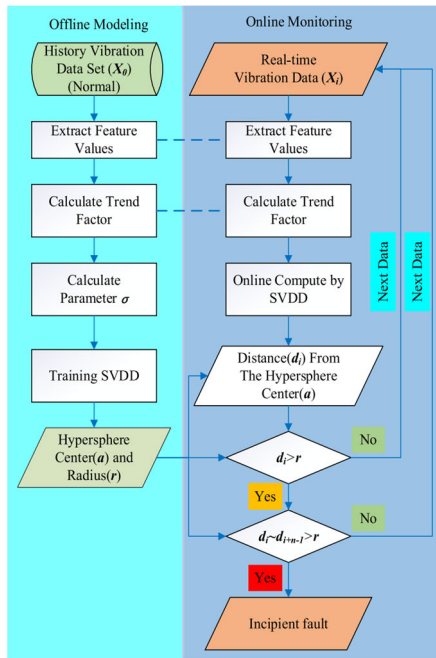 Offline Modeling
History Vibration
Data Set (X₀)
(Normal)
Extract Feature
Values
Calculate Trend
Factor
Calculate
Parameter σ
Training SVDD
Hypersphere
Center(a) and
Radius(r)
Online Monitoring
Real-time
Vibration Data (Xᵢ)
Extract Feature
Values
Calculate Trend
Factor
Online Compute by
SVDD
Distance(dᵢ) From
The Hypersphere
Center(a)
dᵢ>r
No
Yes
dᵢ~dᵢ₊ₙ₋₁>r
No
Yes
Incipient fault
Next Data
Next Data